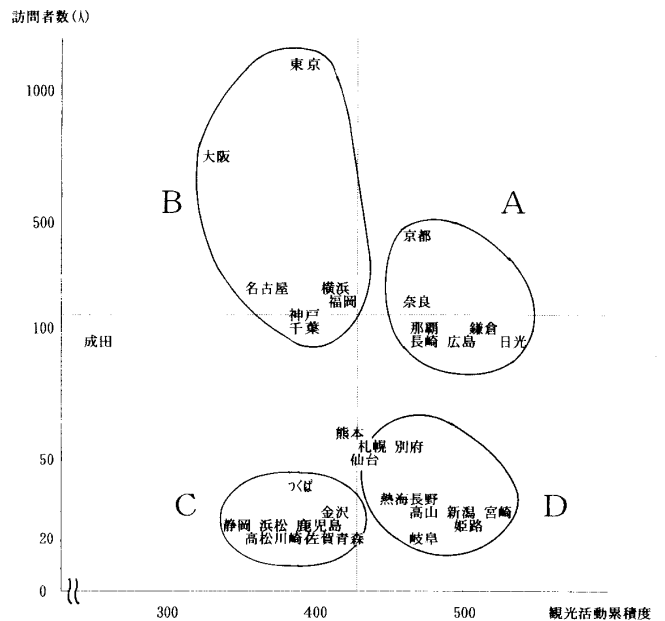 訪問者数(人)
東京
1000
大阪
B
A
500
京都
名古屋 横浜
福岡 奈良
神戸
100 千葉 那覇 鎌倉
成田 長崎 広島 日光
熊本
札幌 別府
50 仙台
つくば
C 熱海長野 D
金沢 高山 新潟 宮崎
静岡 浜松 鹿児島 姫路
20 高松川崎佐賀青森 岐阜
0
300 400 500 観光活動累積度